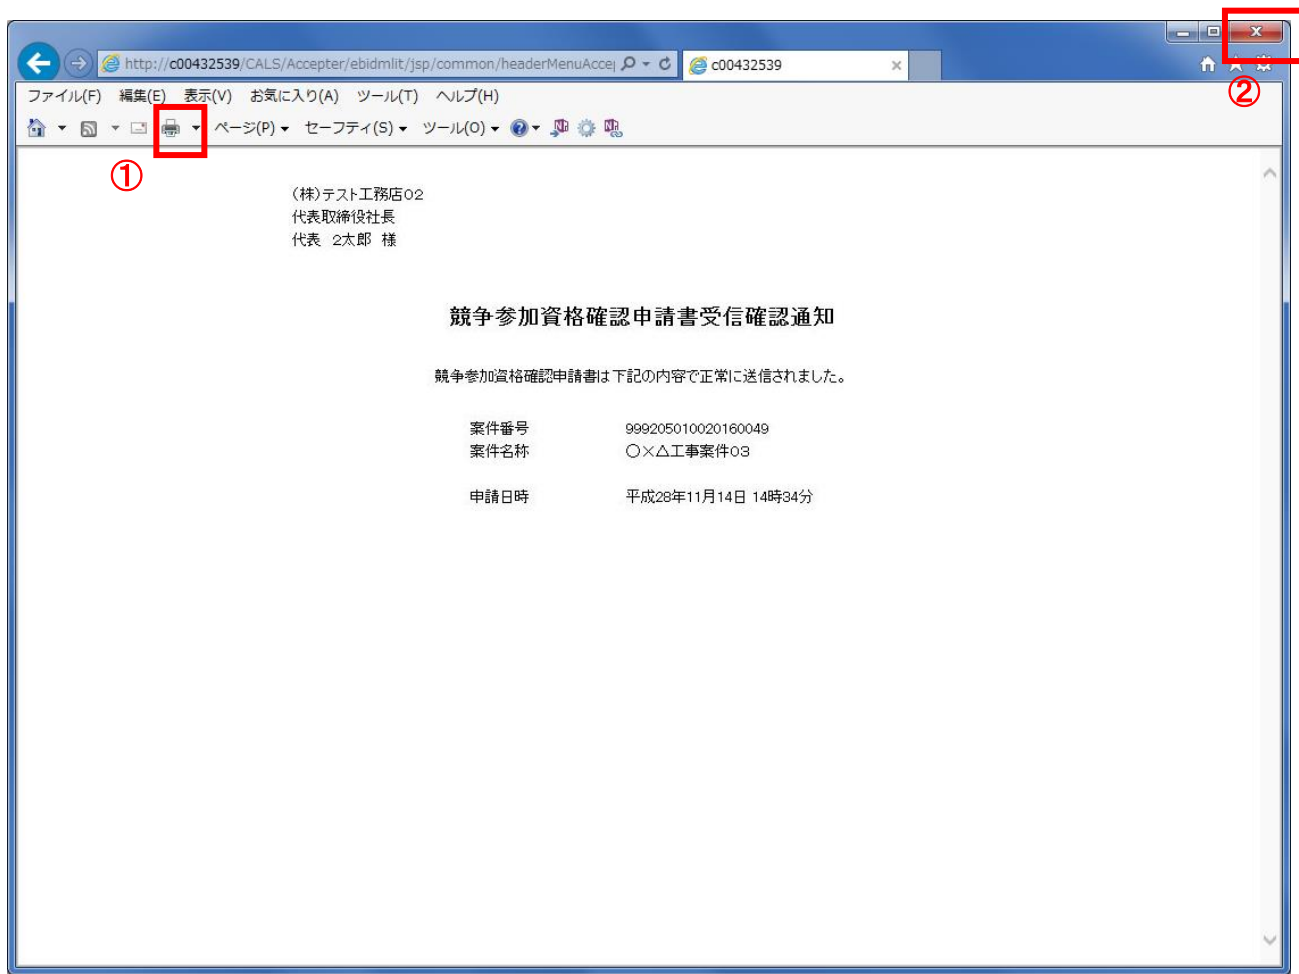 ②
http://c00432539/CALS/Accepter/ebidmlit/jsp/common/headerMenuAccep
c00432539
ファイル(F) 編集(E) 表示(V) お気に入り(A) ツール(T) ヘルプ(H)
ページ(P) セーフティ(S) ツール(O)
①
(株)テスト工務店02
代表取締役社長
代表 2太郎 様
競争参加資格確認申請書受信確認通知
競争参加資格確認申請書は下記の内容で正常に送信されました。
案件番号 999205010020160049
案件名称 〇×△工事案件03
申請日時 平成28年11月14日 14時34分